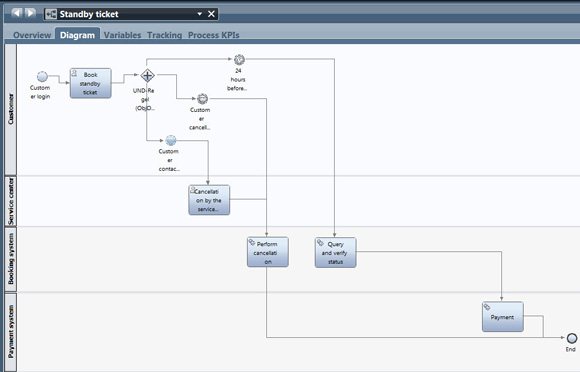 Standby ticket
Overview Diagram Variables Tracking Process KPIs
Customer
Custom
er login
Book
standby
ticket
UND-Re
gel
(ObjO...
24
hours
before...
Custom
er
cancell...
Custom
er
contac...
Service center
Cancellati
on by the
service...
Booking system
Perform
cancellati
on
Query
and verify
status
Payment system
Payment
End